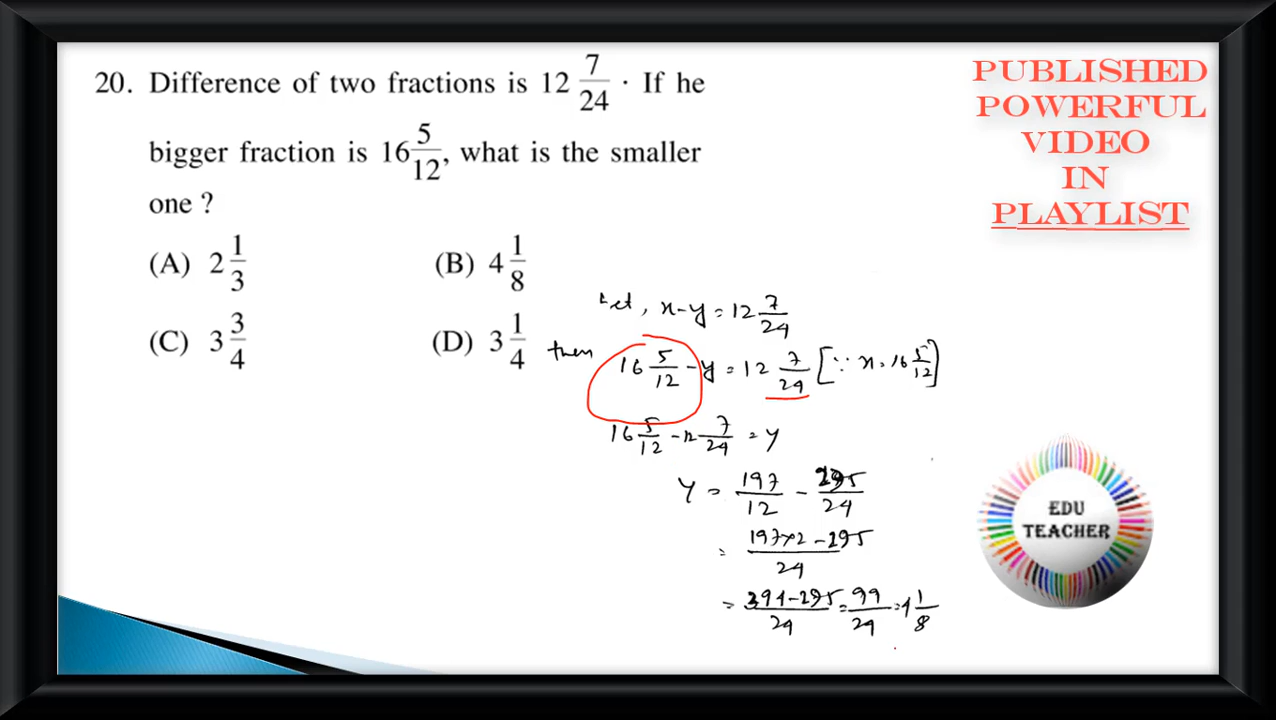 20. Difference of two fractions is 12 7/24 . If he
bigger fraction is 16 5/12, what is the smaller
one ?
(A) 2 1/3 (B) 4 1/8
(C) 3 3/4 (D) 3 1/4
Let, x-y = 12 7/24
then 16 5/12 - y = 12 7/24 [∵ x = 16 5/12]
16 5/12 - 12 7/24 = y
y = 197/12 - 295/24
= 197×2-295/24
= 394-295/24 = 99/24 = 4 1/8
PUBLISHED
POWERFUL
VIDEO
IN
PLAYLIST
EDU
TEACHER